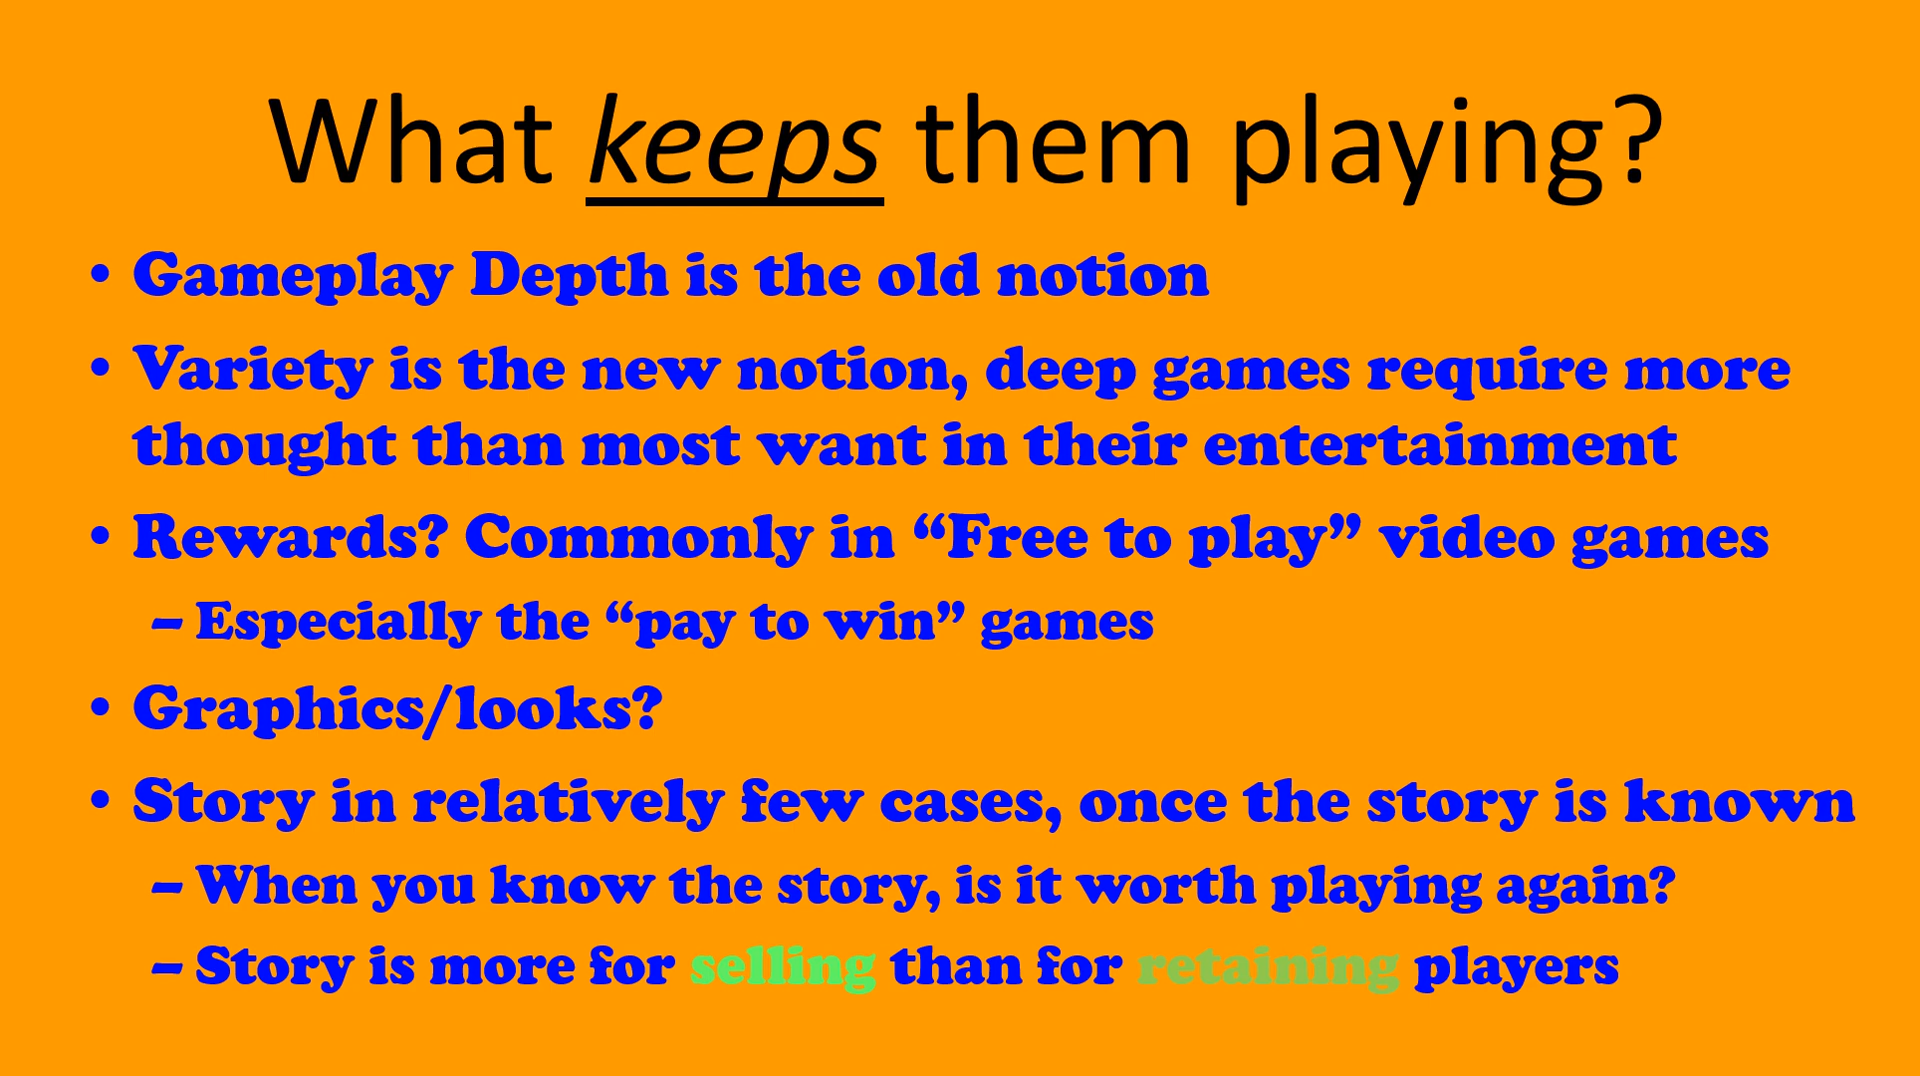 What keeps them playing?
• Gameplay Depth is the old notion
• Variety is the new notion, deep games require more
thought than most want in their entertainment
• Rewards? Commonly in “Free to play” video games
– Especially the “pay to win” games
• Graphics/looks?
• Story in relatively few cases, once the story is known
– When you know the story, is it worth playing again?
– Story is more for selling than for retaining players